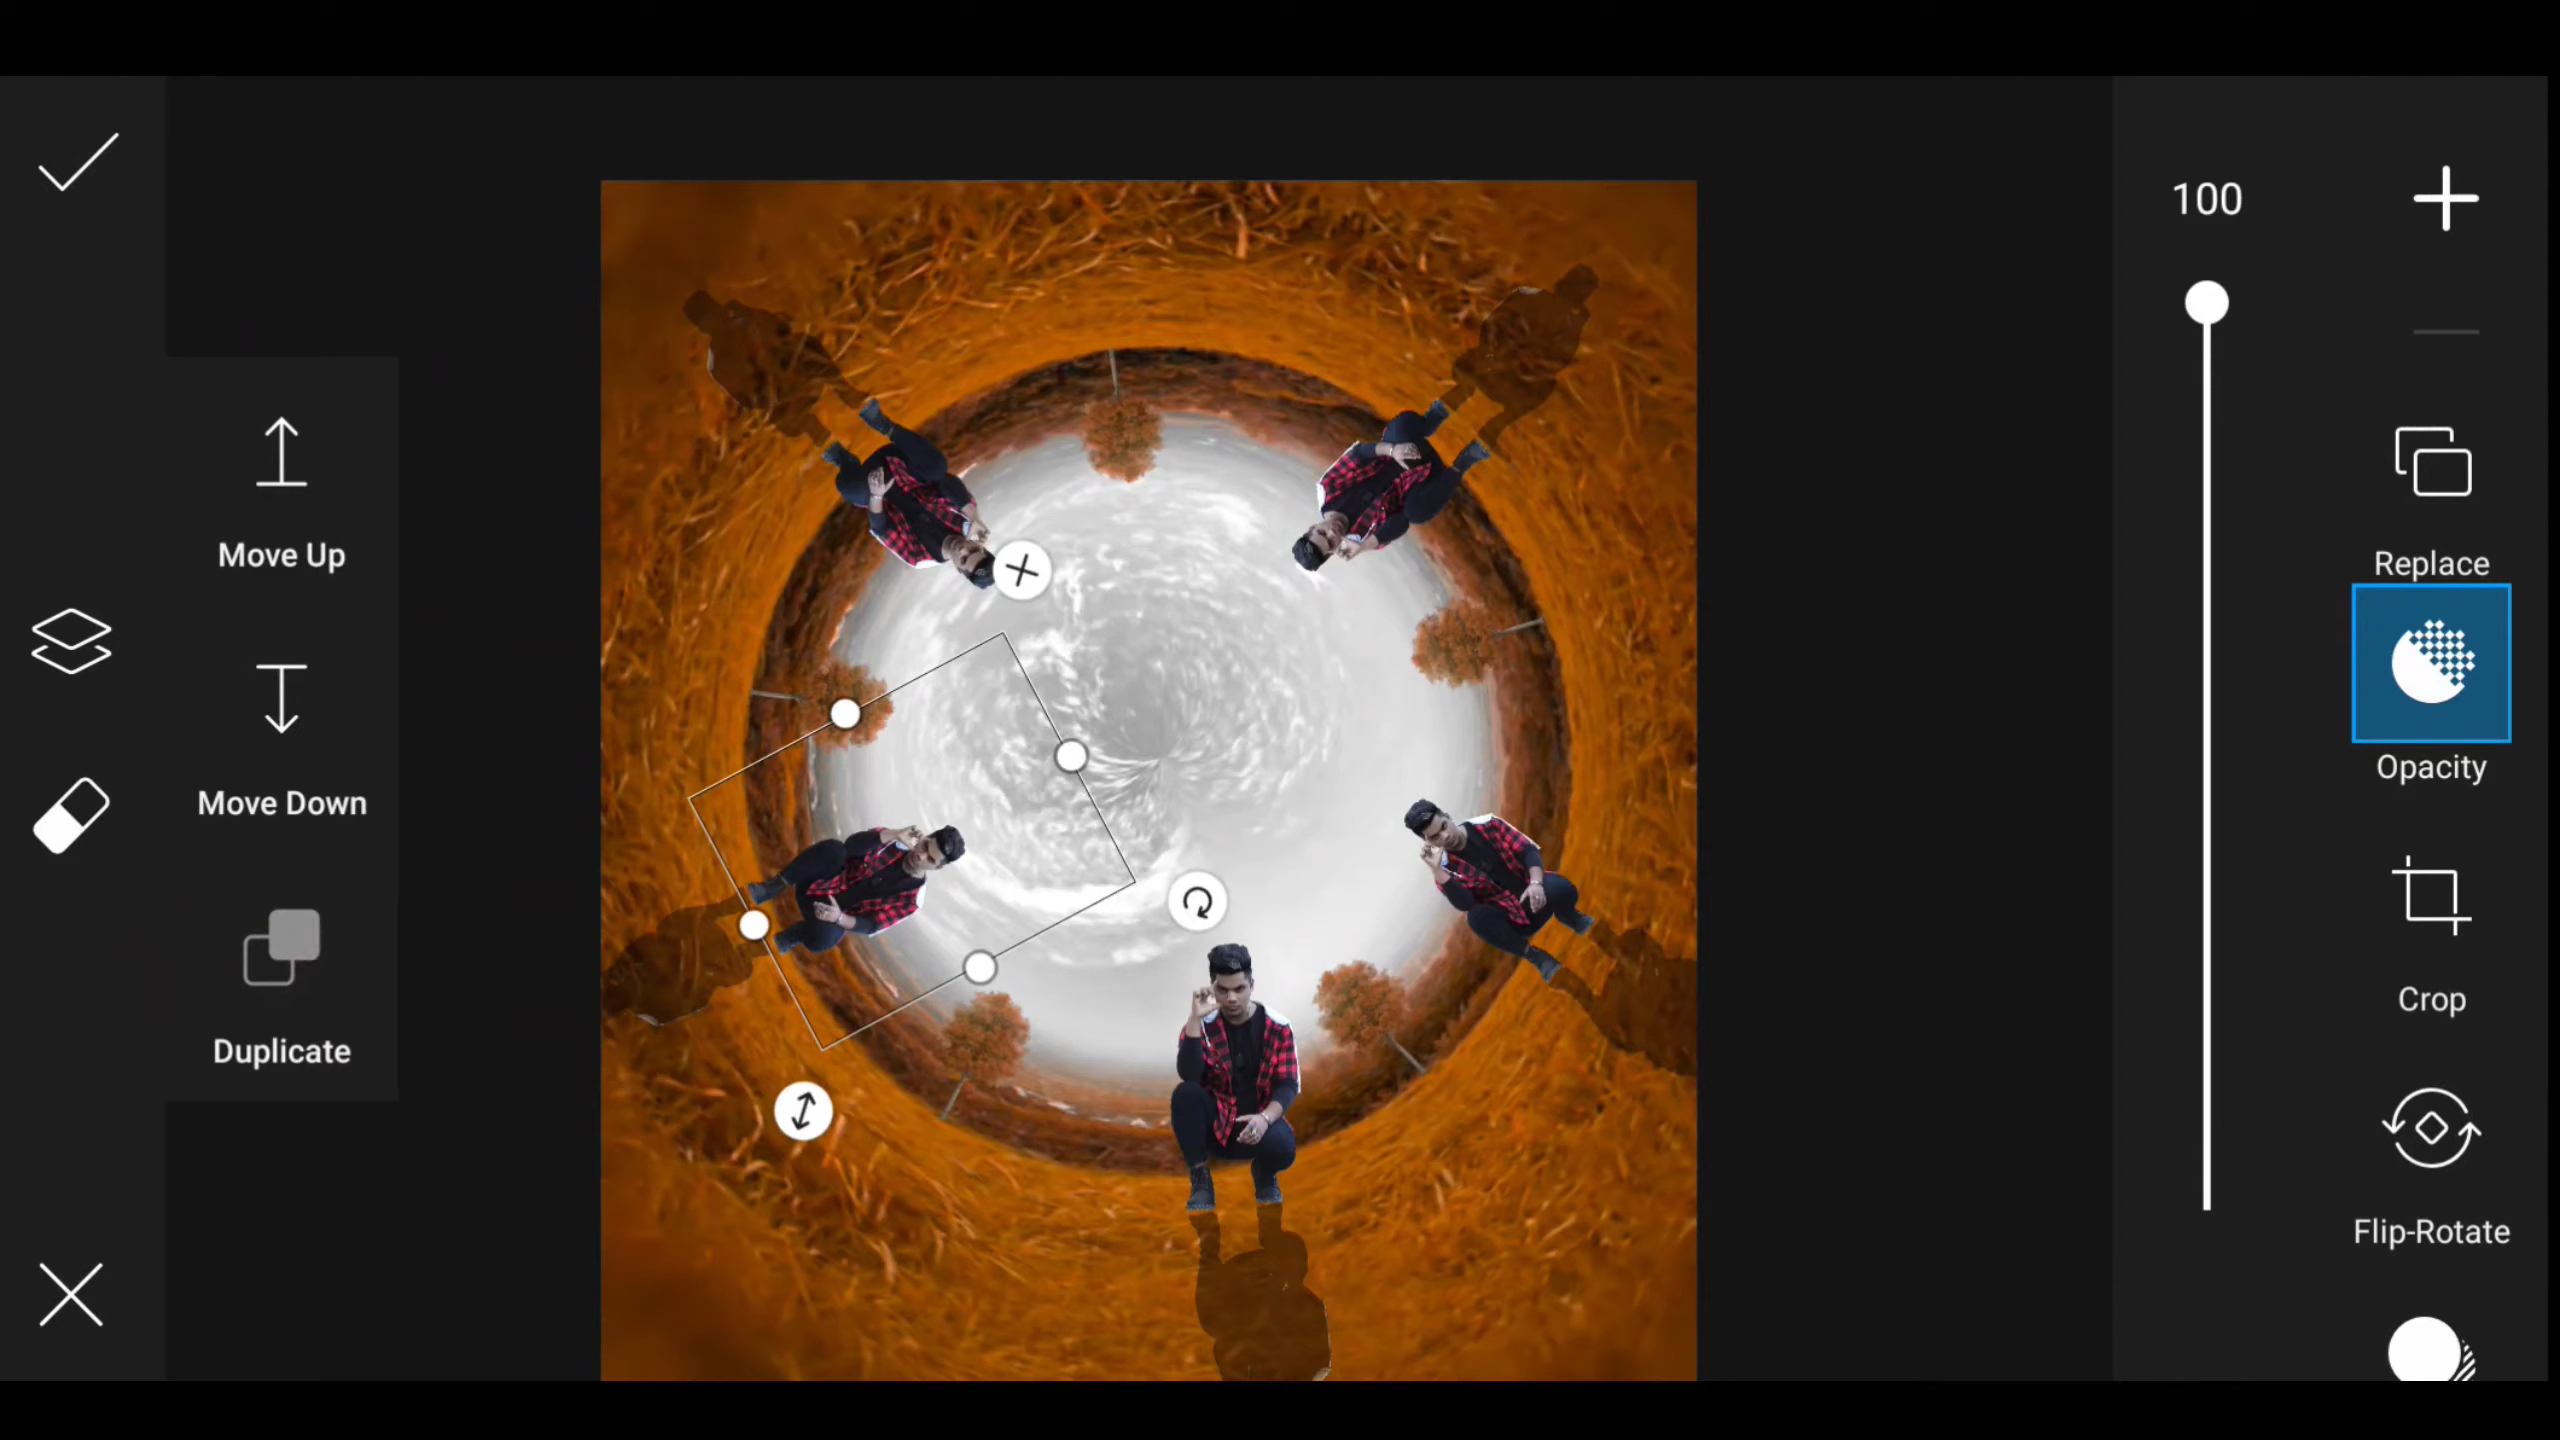 100
Move Up
Replace
Move Down
Opacity
Duplicate
Crop
Flip-Rotate